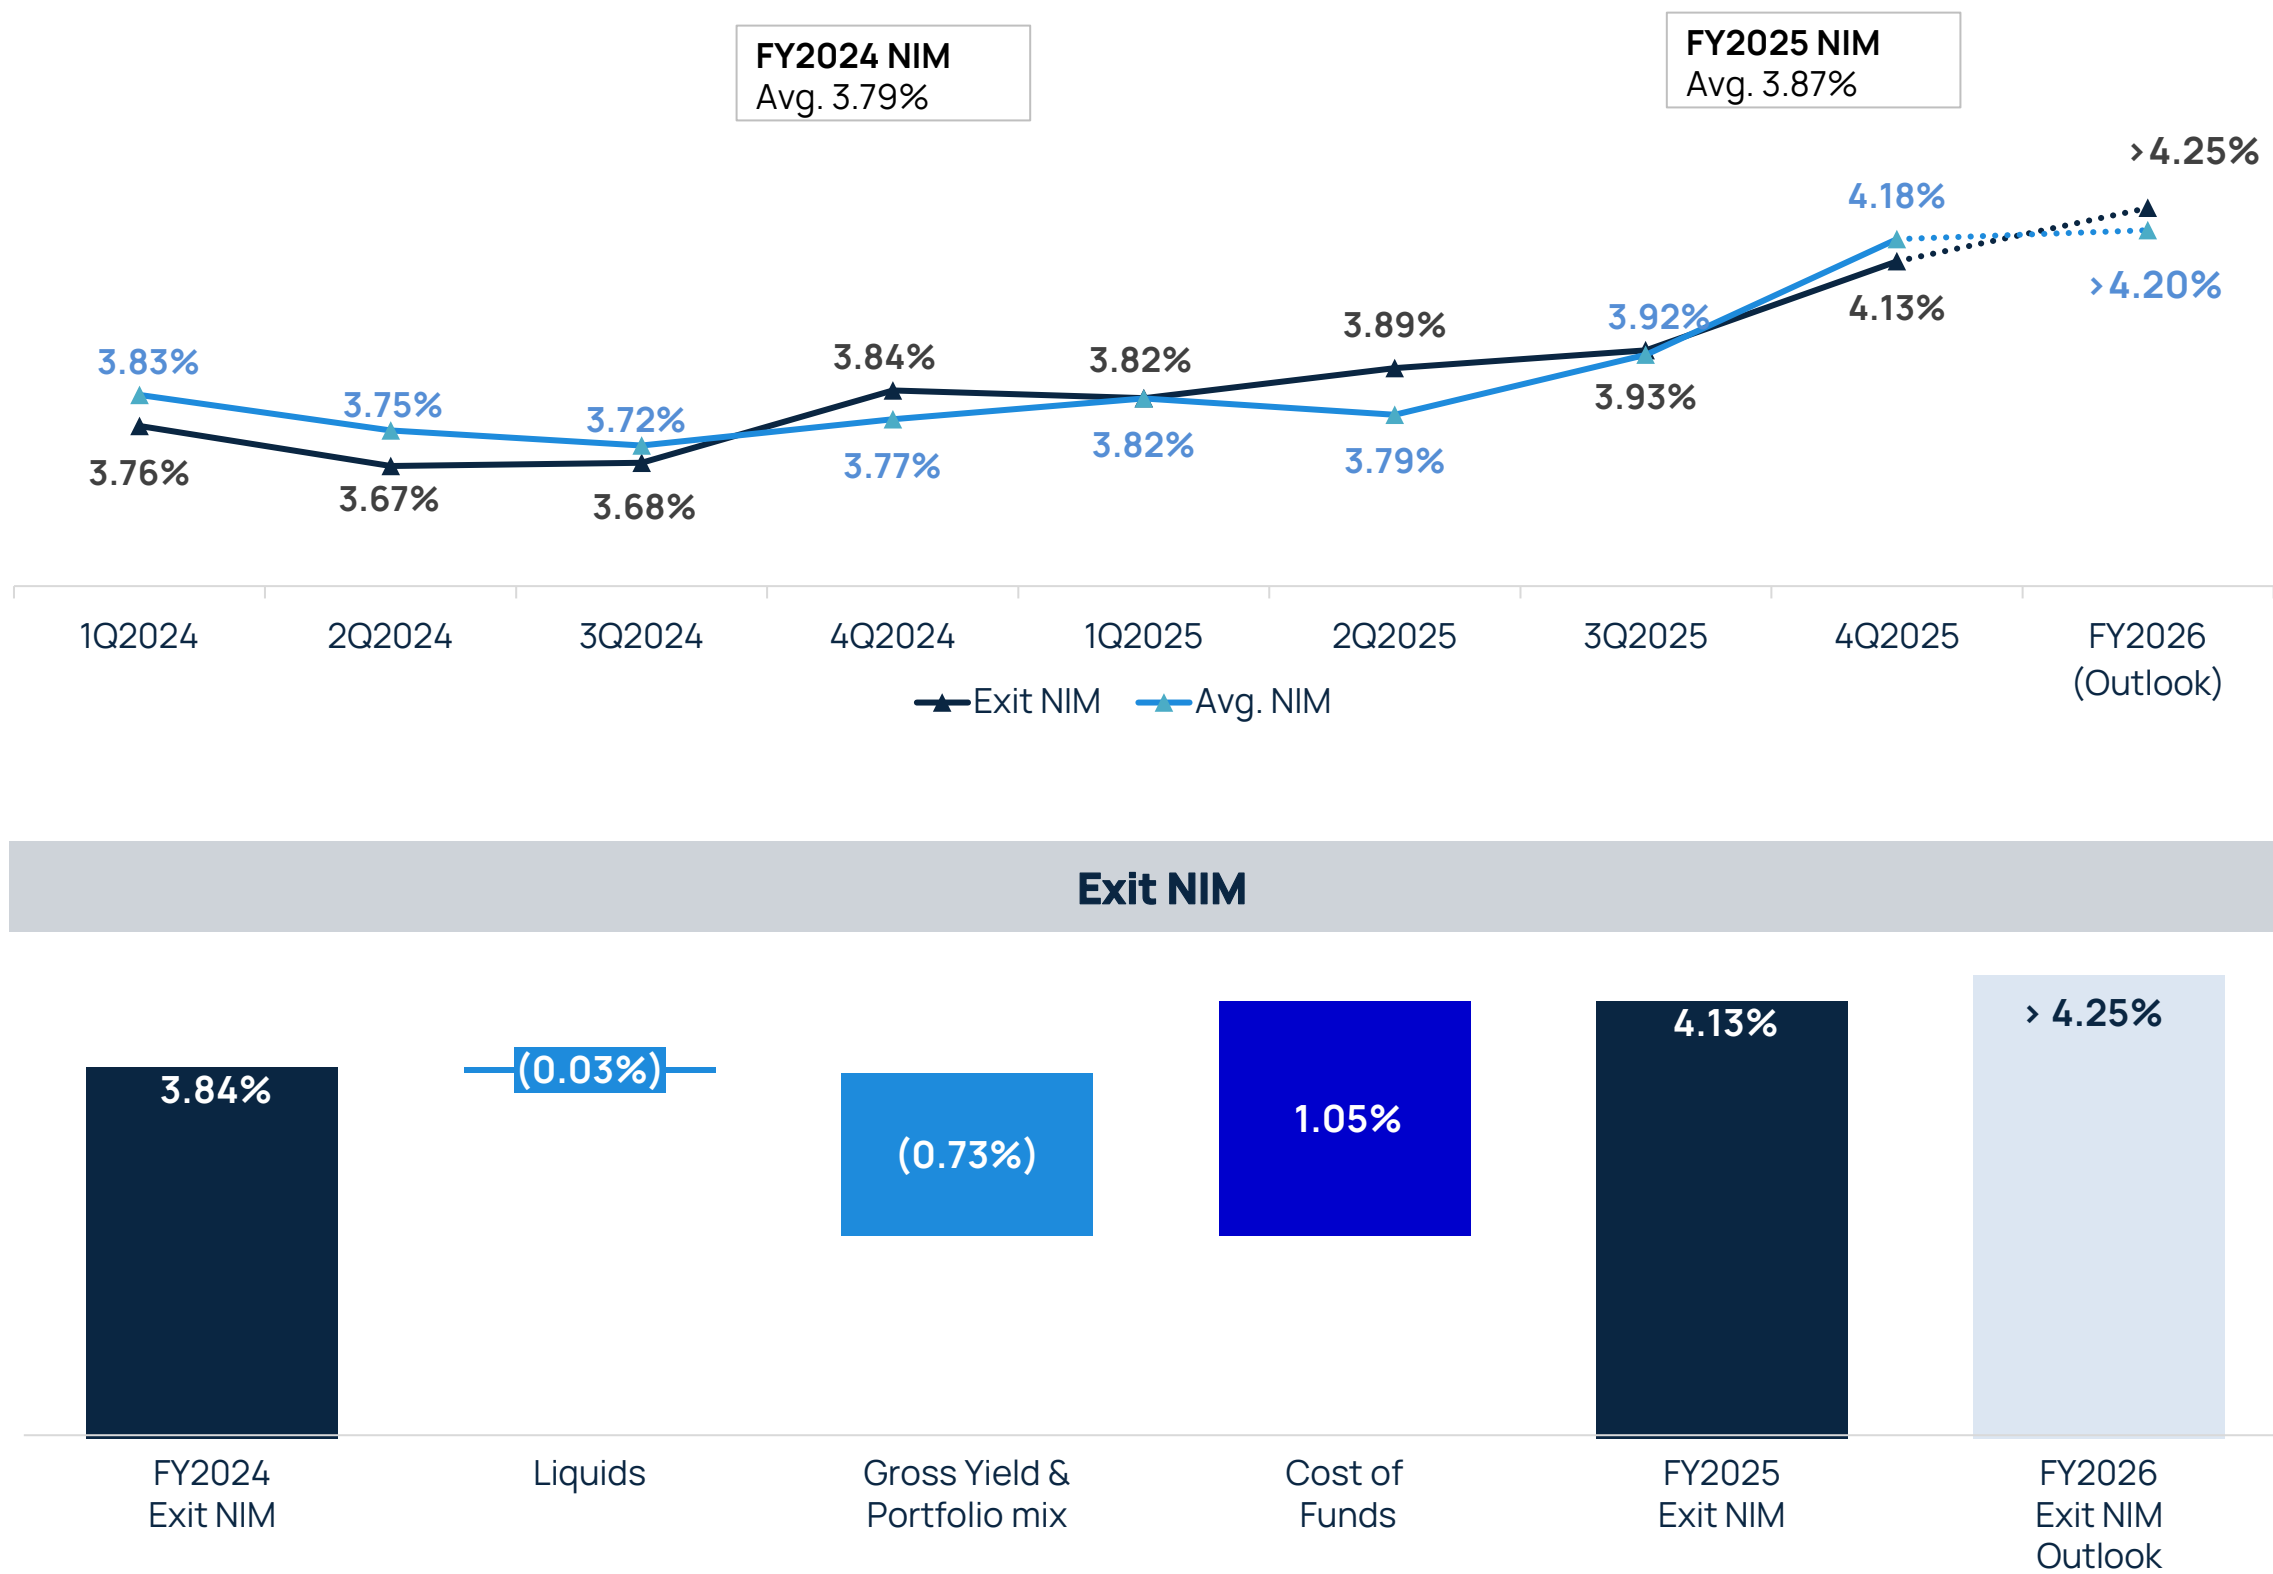 FY2024 NIM
Avg. 3.79%
FY2025 NIM
Avg. 3.87%
>4.25%
4.18%
>4.20%
4.13%
3.92%
3.93%
3.89%
3.79%
3.82%
3.82%
3.84%
3.77%
3.72%
3.68%
3.75%
3.67%
3.83%
3.76%
1Q2024
2Q2024
3Q2024
4Q2024
1Q2025
2Q2025
3Q2025
4Q2025
FY2026
(Outlook)
Exit NIM
Avg. NIM
Exit NIM
3.84%
(0.03%)
(0.73%)
1.05%
4.13%
> 4.25%
FY2024
Exit NIM
Liquids
Gross Yield &
Portfolio mix
Cost of
Funds
FY2025
Exit NIM
FY2026
Exit NIM
Outlook